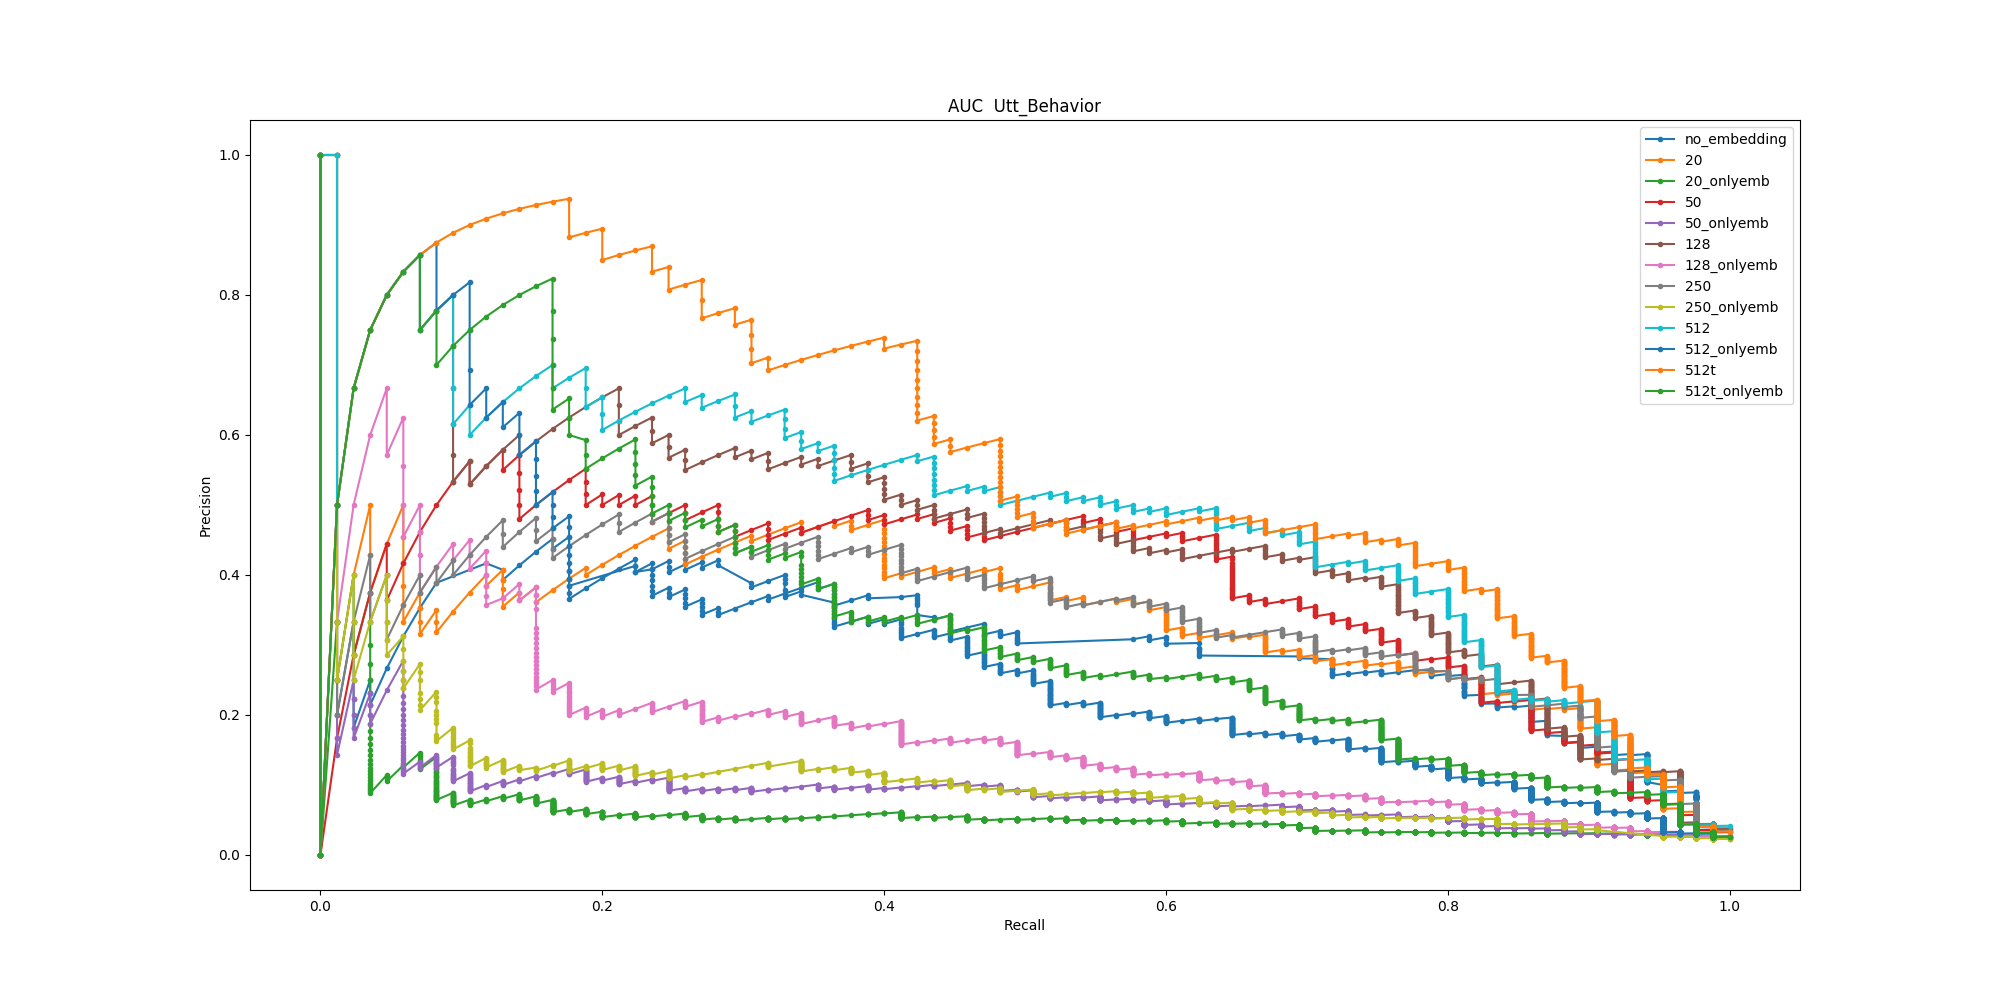 AUC  Utt_Behavior
no_embedding
20
20_onlyemb
50
50_onlyemb
128
128_onlyemb
250
250_onlyemb
512
512_onlyemb
512t
512t_onlyemb
1.0
0.8
0.6
0.4
0.2
0.0
Precision
0.0
0.2
0.4
0.6
0.8
1.0
Recall